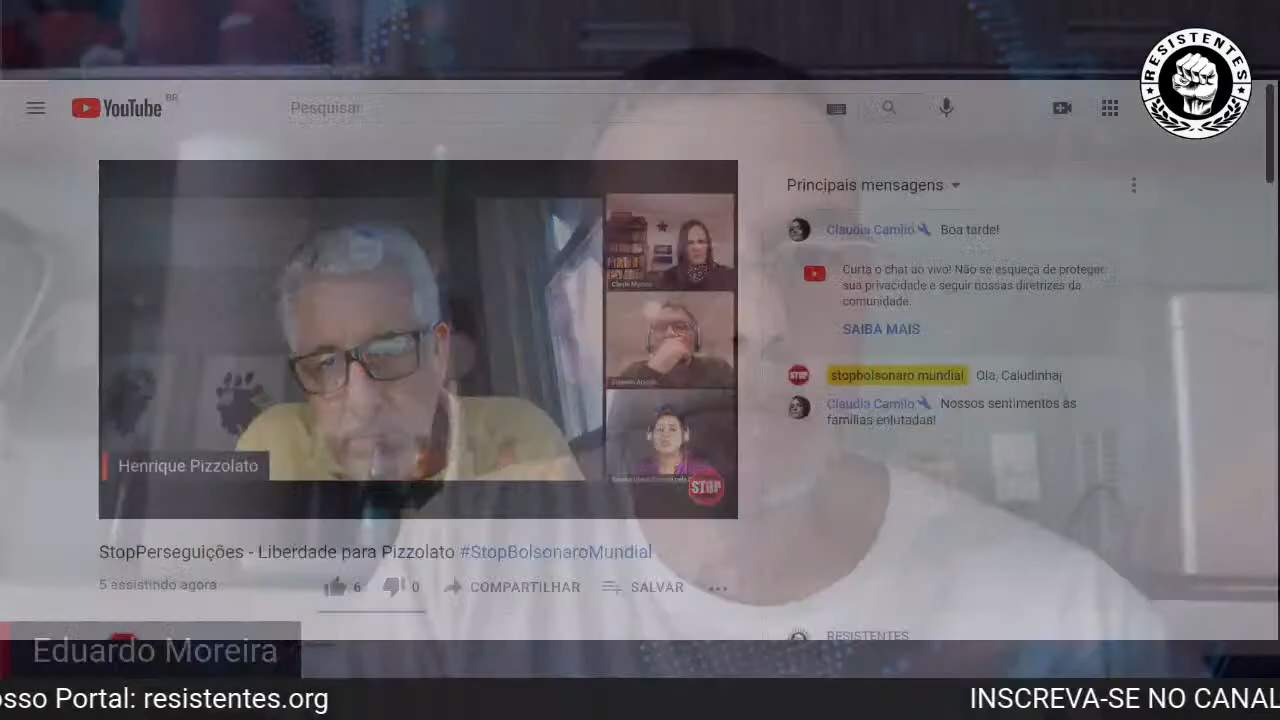 RESISTENTES
YouTube BR
Pesquisar
Principais mensagens
Claudia Camilo Boa tarde!
Curta o chat ao vivo! Não se esqueça de proteger
sua privacidade e seguir nossas diretrizes da
comunidade.
SAIBA MAIS
stopbolsonaro mundial Ola, Caludinha¡
Claudia Camilo Nossos sentimentos às
famílias enlutadas!
Henrique Pizzolato
STOP
STOP
StopPerseguições - Liberdade para Pizzolato #StopBolsonaroMundial
5 assistindo agora
6 0 COMPARTILHAR SALVAR
RESISTENTES
Eduardo Moreira
osso Portal: resistentes.org
INSCREVA-SE NO CANAL